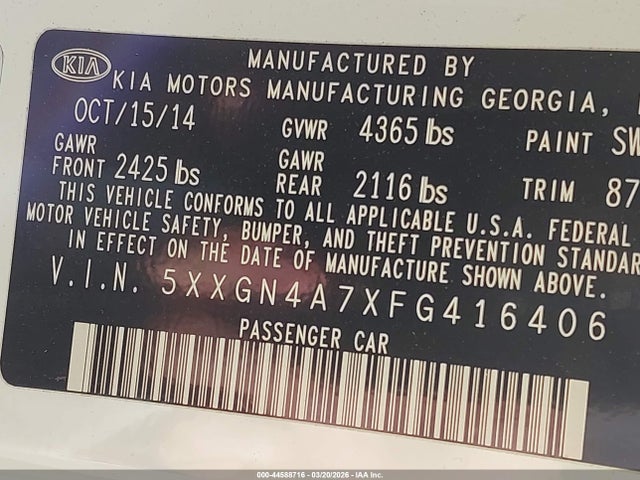 KIA
MANUFACTURED BY
KIA MOTORS MANUFACTURING GEORGIA,
OCT/15/14 GVWR 4365 lbs PAINT SW
GAWR FRONT 2425 lbs GAWR REAR 2116 lbs TRIM 87
THIS VEHICLE CONFORMS TO ALL APPLICABLE U.S.A. FEDERAL
MOTOR VEHICLE SAFETY, BUMPER, AND THEFT PREVENTION STANDAR
IN EFFECT ON THE DATE OF MANUFACTURE SHOWN ABOVE.
V.I.N. 5XXGN4A7XFG416406
PASSENGER CAR
000-44588716 - 03/20/2026 - IAA Inc.